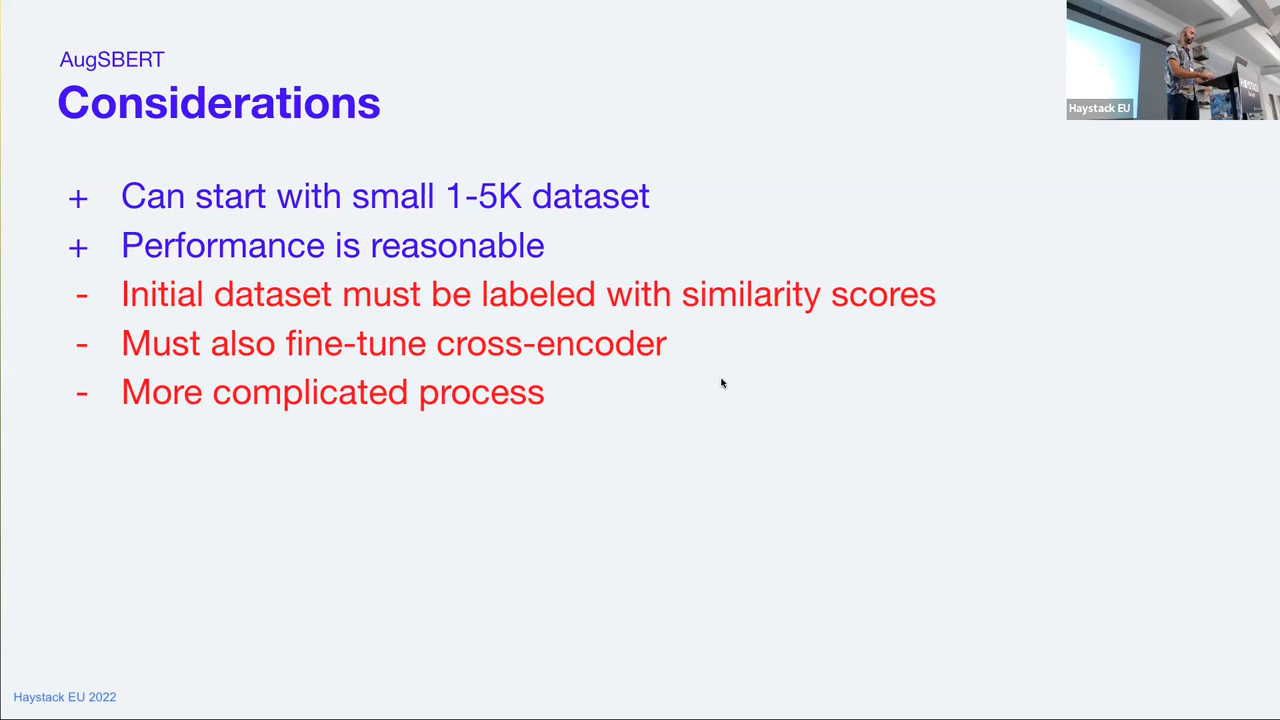 AugSBERT
Considerations
+ Can start with small 1-5K dataset
+ Performance is reasonable
- Initial dataset must be labeled with similarity scores
- Must also fine-tune cross-encoder
- More complicated process
Haystack EU
Haystack EU 2022